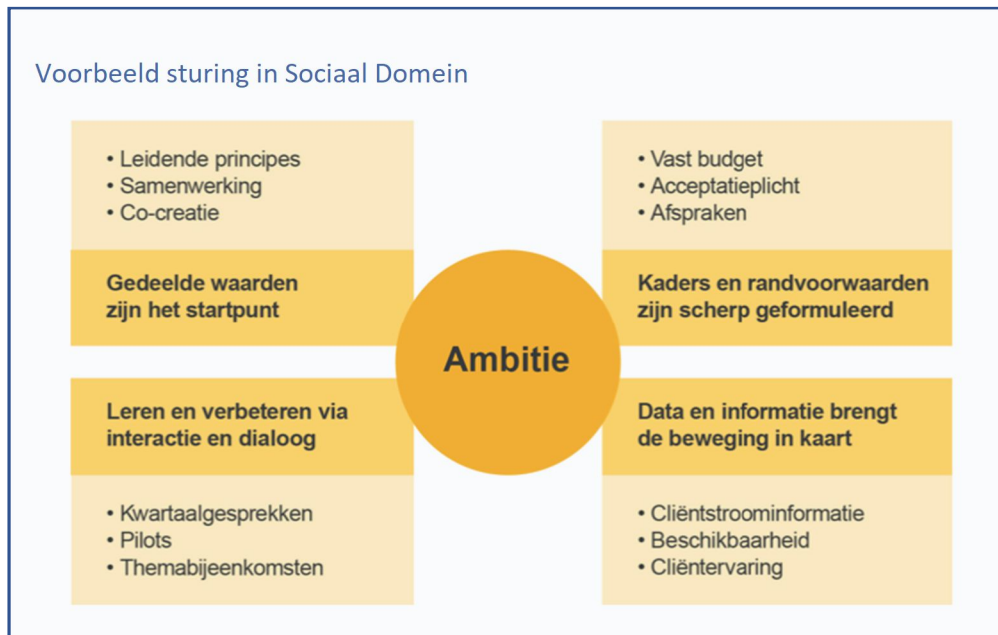 Voorbeeld sturing in Sociaal Domein
• Leidende principes
• Samenwerking
• Co-creatie
Gedeelde waarden
zijn het startpunt
• Vast budget
• Acceptatieplicht
• Afspraken
Kaders en randvoorwaarden
zijn scherp geformuleerd
Ambitie
Leren en verbeteren via
interactie en dialoog
• Kwartaalgesprekken
• Pilots
• Themabijeenkomsten
Data en informatie brengt
de beweging in kaart
• Cliëntstroominformatie
• Beschikbaarheid
• Cliëntervaring